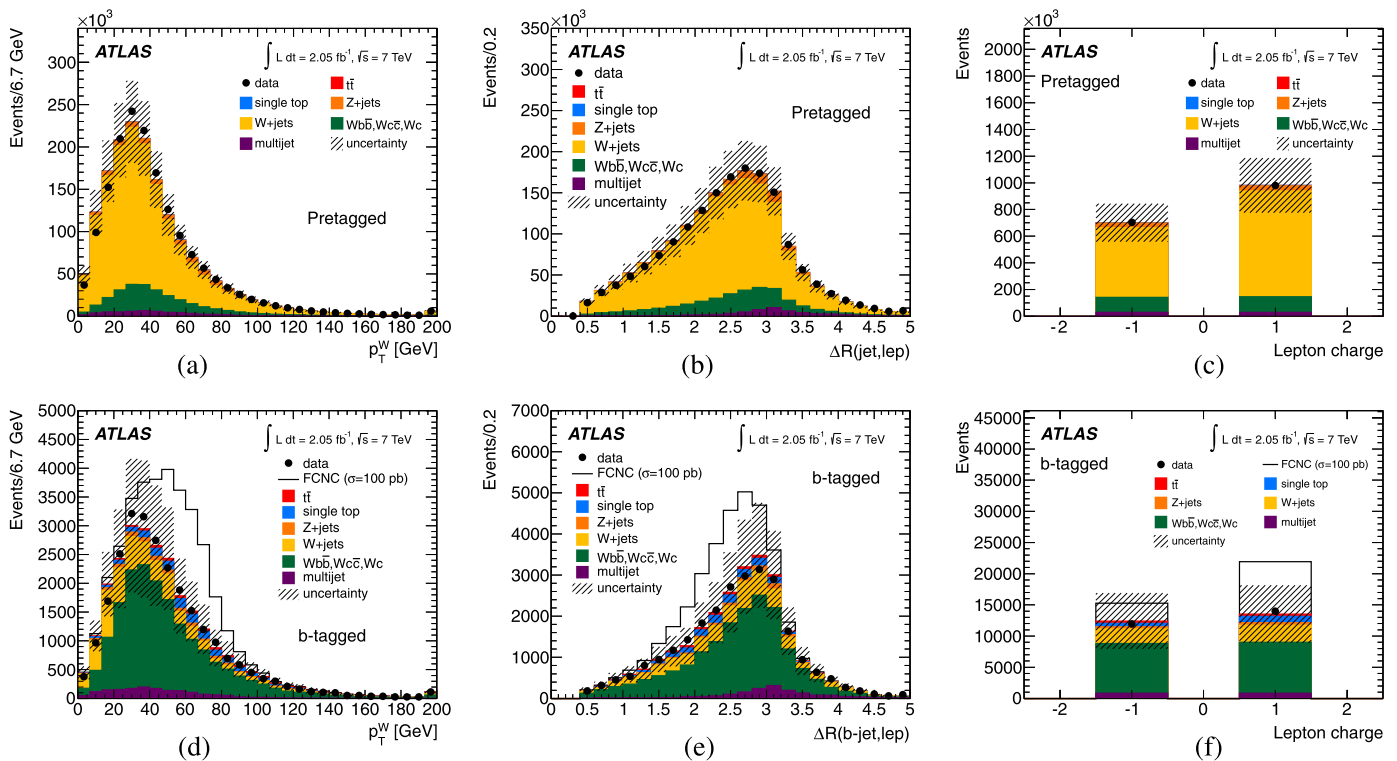 ×10³
Events/6.7 GeV
ATLAS
∫ L dt = 2.05 fb⁻¹, √s = 7 TeV
data
tt̄
single top
Z+jets
W+jets
Wbb̄,Wcc̄,Wc
multijet
uncertainty
Pretagged
300
250
200
150
100
50
0
0 20 40 60 80 100 120 140 160 180 200
p_T^W [GeV]
(a)
×10³
Events/0.2
ATLAS
∫ L dt = 2.05 fb⁻¹, √s = 7 TeV
data
tt̄
single top
Z+jets
W+jets
Wbb̄,Wcc̄,Wc
multijet
uncertainty
Pretagged
350
300
250
200
150
100
50
0
0.5 1 1.5 2 2.5 3 3.5 4 4.5 5
ΔR(jet,lep)
(b)
×10³
Events
ATLAS
∫ L dt = 2.05 fb⁻¹, √s = 7 TeV
Pretagged
data
tt̄
single top
Z+jets
W+jets
Wbb̄,Wcc̄,Wc
multijet
uncertainty
2000
1800
1600
1400
1200
1000
800
600
400
200
0
-2 -1 0 1 2
Lepton charge
(c)
Events/6.7 GeV
ATLAS
∫ L dt = 2.05 fb⁻¹, √s = 7 TeV
data
FCNC (σ=100 pb)
tt̄
single top
Z+jets
W+jets
Wbb̄,Wcc̄,Wc
multijet
uncertainty
b-tagged
5000
4500
4000
3500
3000
2500
2000
1500
1000
500
0
0 20 40 60 80 100 120 140 160 180 200
p_T^W [GeV]
(d)
Events/0.2
ATLAS
∫ L dt = 2.05 fb⁻¹, √s = 7 TeV
data
FCNC (σ=100 pb)
tt̄
single top
Z+jets
W+jets
Wbb̄,Wcc̄,Wc
multijet
uncertainty
b-tagged
7000
6000
5000
4000
3000
2000
1000
0
0 0.5 1 1.5 2 2.5 3 3.5 4 4.5 5
ΔR(b-jet,lep)
(e)
Events
ATLAS
∫ L dt = 2.05 fb⁻¹, √s = 7 TeV
b-tagged
data
FCNC (σ=100 pb)
tt̄
single top
Z+jets
W+jets
Wbb̄,Wcc̄,Wc
multijet
uncertainty
45000
40000
35000
30000
25000
20000
15000
10000
5000
0
-2 -1 0 1 2
Lepton charge
(f)